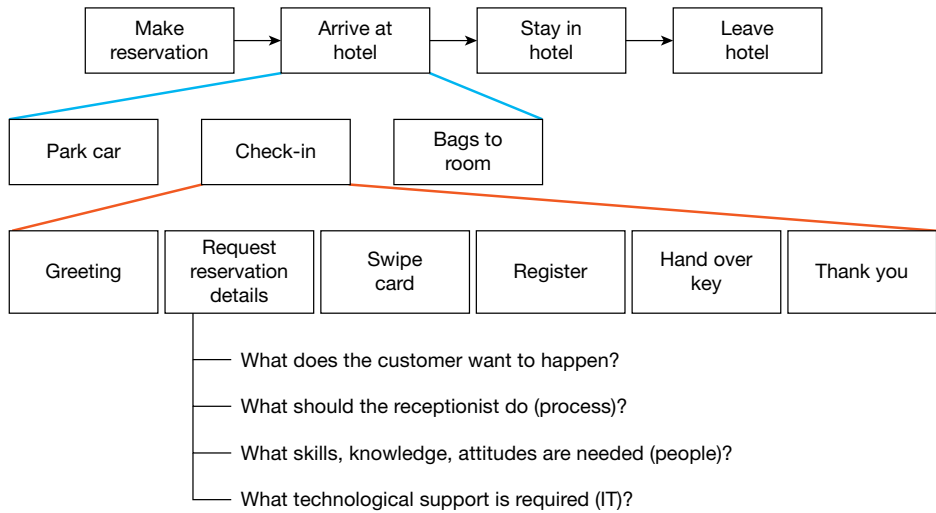 Make
reservation
Arrive at
hotel
Stay in
hotel
Leave
hotel
Park car
Check-in
Bags to
room
Greeting
Request
reservation
details
Swipe
card
Register
Hand over
key
Thank you
What does the customer want to happen?
What should the receptionist do (process)?
What skills, knowledge, attitudes are needed (people)?
What technological support is required (IT)?